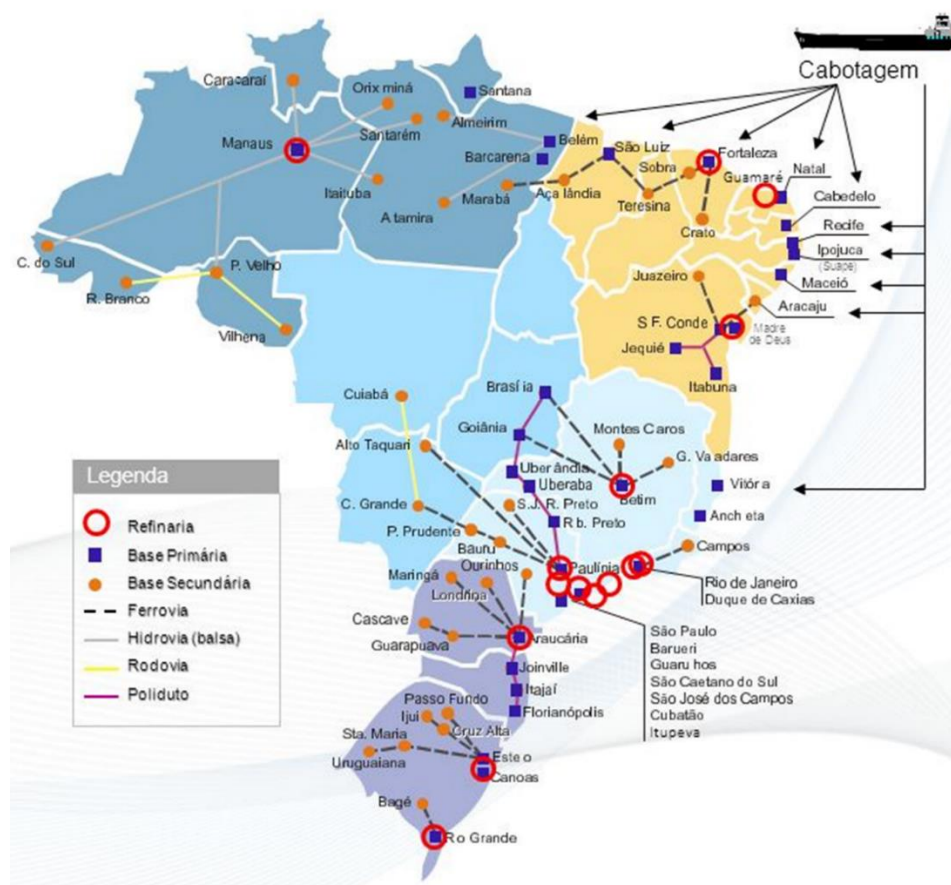 Cabotagem
Caracaraí
Orix miná
Santana
Almeirim
Santarém
Manaus
Belém
Barcarena
São Luiz
Fortaleza
Sobra
Guamaré
Natal
Itaituba
Marabá
Aça lândia
Teresina
Cabedelo
A tamira
Crato
Recife
C. do Sul
P. Velho
Ipojuca
(Suape)
R. Branco
Juazeiro
Maceió
Aracaju
Vilhena
S F. Conde
Madre
de Deus
Jequié
Itabuna
Brasíl ia
Cuiabá
Goiânia
Montes C aros
Alto Taquari
G. Va adares
Uber ândia
Uberaba
Betim
Vitór a
Legenda
C. Grande
S.J. R. Preto
R b. Preto
Anch eta
Refinaria
P. Prudente
Bauru
Campos
Base Primária
Ourinhos
Paulínia
Base Secundária
Maringá
Rio de Janeiro
Londrina
Duque de Caxias
Ferrovia
Cascave
Hidrovia (balsa)
Guarapuava
Araucária
São Paulo
Barueri
Guaru hos
São Caetano do Sul
São José dos Campos
Cubatão
Itupeva
Rodovia
Joinville
Poliduto
Itajaí
Passo Fundo
Florianópolis
Ijui
Cruz Alta
Sta. Maria
Este o
Uruguaiana
Canoas
Bagé
R o Grande